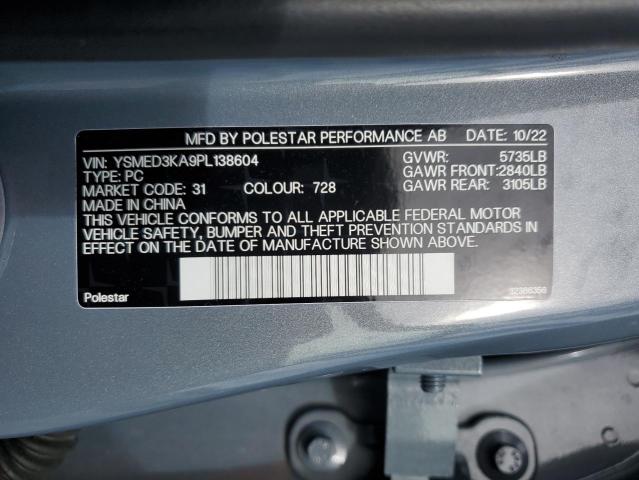 MFD BY POLESTAR PERFORMANCE AB DATE: 10/22
VIN: YSMED3KA9PL138604 GVWR: 5735LB
TYPE: PC GAWR FRONT:2840LB
MARKET CODE: 31 COLOUR: 728 GAWR REAR: 3105LB
MADE IN CHINA
THIS VEHICLE CONFORMS TO ALL APPLICABLE FEDERAL MOTOR
VEHICLE SAFETY, BUMPER AND THEFT PREVENTION STANDARDS
IN EFFECT ON THE DATE OF MANUFACTURE SHOWN ABOVE.
Polestar 32386356